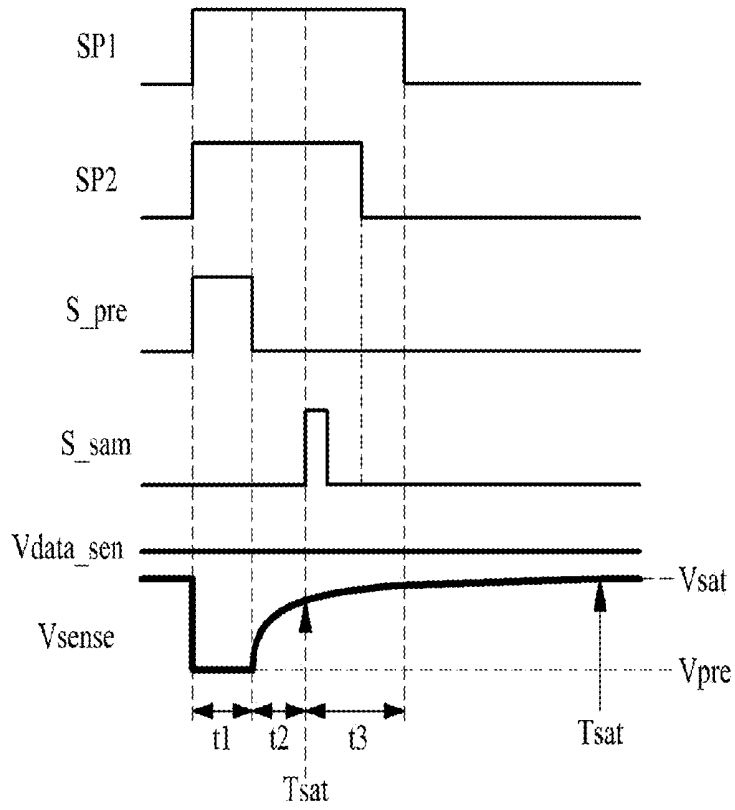 SP1
SP2
S_pre
S_sam
Vdata_sen
Vsat
Vsense
Vpre
t1 t2 t3
Tsat
Tsat